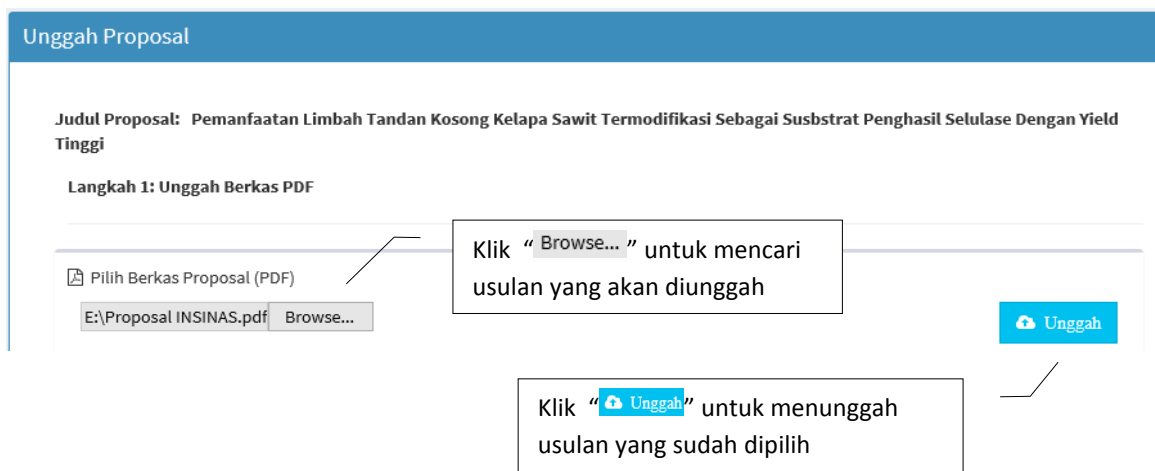 Unggah Proposal
Judul Proposal: Pemanfaatan Limbah Tandan Kosong Kelapa Sawit Termodifikasi Sebagai Susbstrat Penghasil Selulase Dengan Yield
Tinggi
Langkah 1: Unggah Berkas PDF
Klik “Browse...” untuk mencari
usulan yang akan diunggah
Pilih Berkas Proposal (PDF)
E:\Proposal INSINAS.pdf Browse...
Unggah
Klik “Unggah” untuk menunggah
usulan yang sudah dipilih